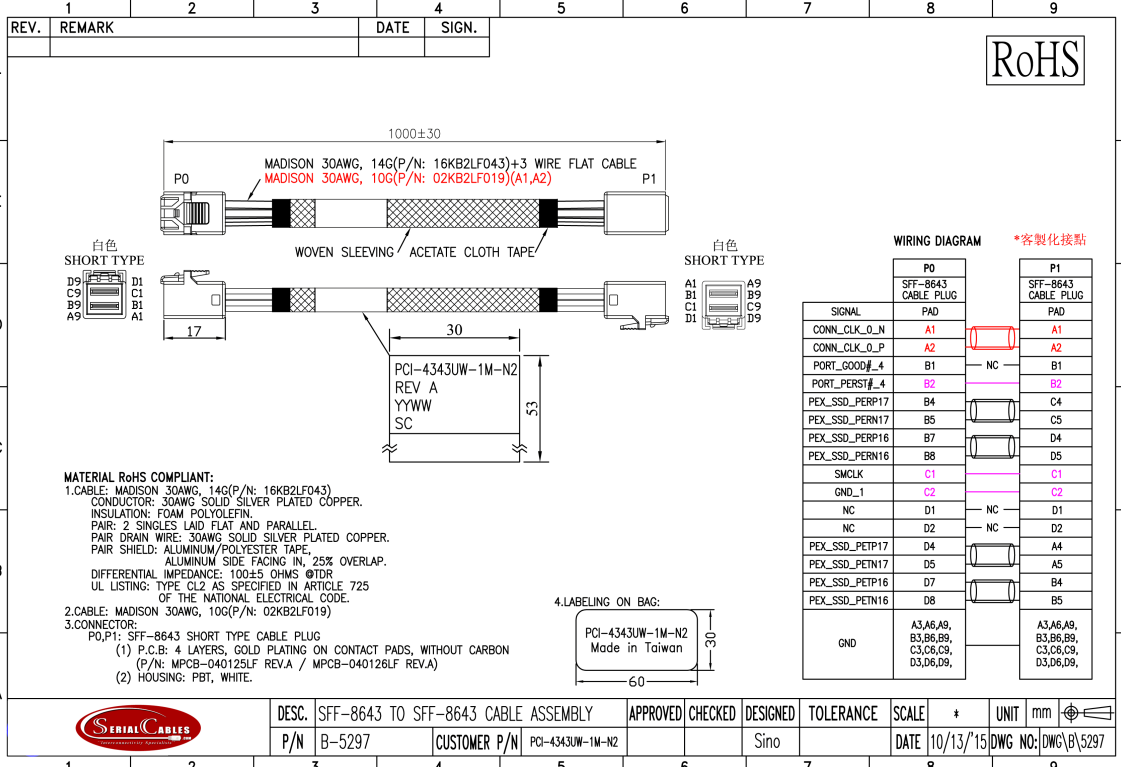 1 2 3 4 5 6 7 8 9
REV. REMARK DATE SIGN.
RoHS
1000±30
MADISON 30AWG, 14G(P/N: 16KB2LF043)+3 WIRE FLAT CABLE
MADISON 30AWG, 10G(P/N: 02KB2LF019)(A1,A2)
P0 P1
WOVEN SLEEVING ACETATE CLOTH TAPE
白色
SHORT TYPE
D9 D1
C9 C1
B9 B1
A9 A1
17
白色
SHORT TYPE
A1 A9
B1 B9
C1 C9
D1 D9
30
PCI-4343UW-1M-N2
REV A
YYWW
SC
53
WIRING DIAGRAM *客製化接點
P0 P1
SFF-8643 CABLE PLUG SFF-8643 CABLE PLUG
SIGNAL PAD PAD
CONN_CLK_0_N A1 A1
CONN_CLK_0_P A2 A2
PORT_GOOD#_4 B1 NC B1
PORT_PERST#_4 B2 B2
PEX_SSD_PERP17 B4 C4
PEX_SSD_PERN17 B5 C5
PEX_SSD_PERP16 B7 D4
PEX_SSD_PERN16 B8 D5
SMCLK C1 C1
GND_1 C2 C2
NC D1 NC D1
NC D2 NC D2
PEX_SSD_PETP17 D4 A4
PEX_SSD_PETN17 D5 A5
PEX_SSD_PETP16 D7 B4
PEX_SSD_PETN16 D8 B5
GND
A3,A6,A9, A3,A6,A9,
B3,B6,B9, B3,B6,B9,
C3,C6,C9, C3,C6,C9,
D3,D6,D9, D3,D6,D9,
MATERIAL RoHS COMPLIANT:
1.CABLE: MADISON 30AWG, 14G(P/N: 16KB2LF043)
CONDUCTOR: 30AWG SOLID SILVER PLATED COPPER.
INSULATION: FOAM POLYOLEFIN.
PAIR: 2 SINGLES LAID FLAT AND PARALLEL.
PAIR DRAIN WIRE: 30AWG SOLID SILVER PLATED COPPER.
PAIR SHIELD: ALUMINUM/POLYESTER TAPE,
ALUMINUM SIDE FACING IN, 25% OVERLAP.
DIFFERENTIAL IMPEDANCE: 100±5 OHMS @TDR
UL LISTING: TYPE CL2 AS SPECIFIED IN ARTICLE 725
OF THE NATIONAL ELECTRICAL CODE.
2.CABLE: MADISON 30AWG, 10G(P/N: 02KB2LF019)
3.CONNECTOR:
P0,P1: SFF-8643 SHORT TYPE CABLE PLUG
(1) P.C.B: 4 LAYERS, GOLD PLATING ON CONTACT PADS, WITHOUT CARBON
(P/N: MPCB-040125LF REV.A / MPCB-040126LF REV.A)
(2) HOUSING: PBT, WHITE.
4.LABELING ON BAG:
PCI-4343UW-1M-N2
Made in Taiwan
30
60
SERIAL CABLES
.com
Interconnectivity Specialists
DESC. SFF-8643 TO SFF-8643 CABLE ASSEMBLY APPROVED CHECKED DESIGNED TOLERANCE SCALE * UNIT mm
P/N B-5297 CUSTOMER P/N PCI-4343UW-1M-N2 Sino DATE 10/13/'15 DWG NO: DWG\B\5297
1 2 3 4 5 6 7 8 9